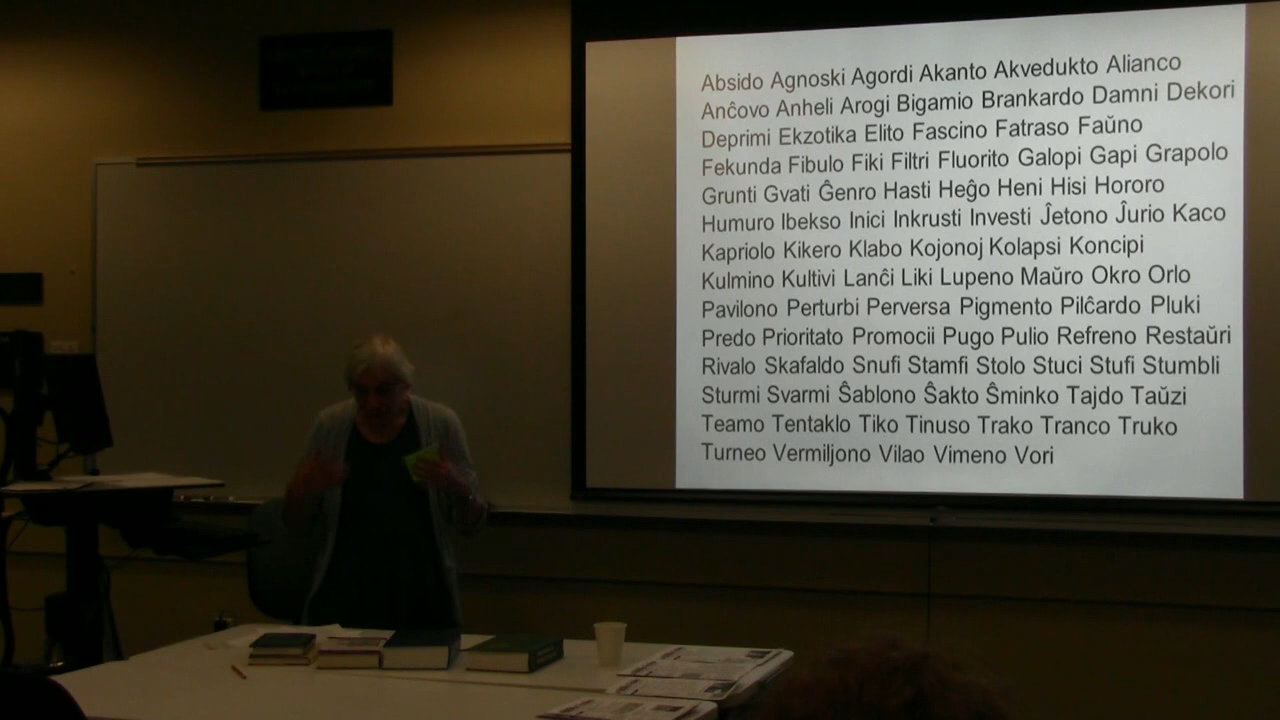 Absido Agnoski Agordi Akanto Akvedukto Alianco
Anĉovo Anheli Arogi Bigamio Brankardo Damni Dekori
Deprimi Ekzotika Elito Fascino Fatraso Faŭno
Fekunda Fibulo Fiki Filtri Fluorito Galopi Gapi Grapolo
Grunti Gvati Ĝenro Hasti Heĝo Heni Hisi Hororo
Humuro Ibekso Inici Inkrusti Investi Ĵetono Ĵurio Kaco
Kapriolo Kikero Klabo Kojonoj Kolapsi Koncipi
Kulmino Kultivi Lanĉi Liki Lupeno Maŭro Okro Orlo
Pavilono Perturbi Perversa Pigmento Pilĉardo Pluki
Predo Prioritato Promocii Pugo Pulio Refreno Restaŭri
Rivalo Skafaldo Snufi Stamfi Stolo Stuci Stufi Stumbli
Sturmi Svarmi Ŝablono Ŝakto Ŝminko Tajdo Taŭzi
Teamo Tentaklo Tiko Tinuso Trako Tranco Truko
Turneo Vermiljono Vilao Vimeno Vori